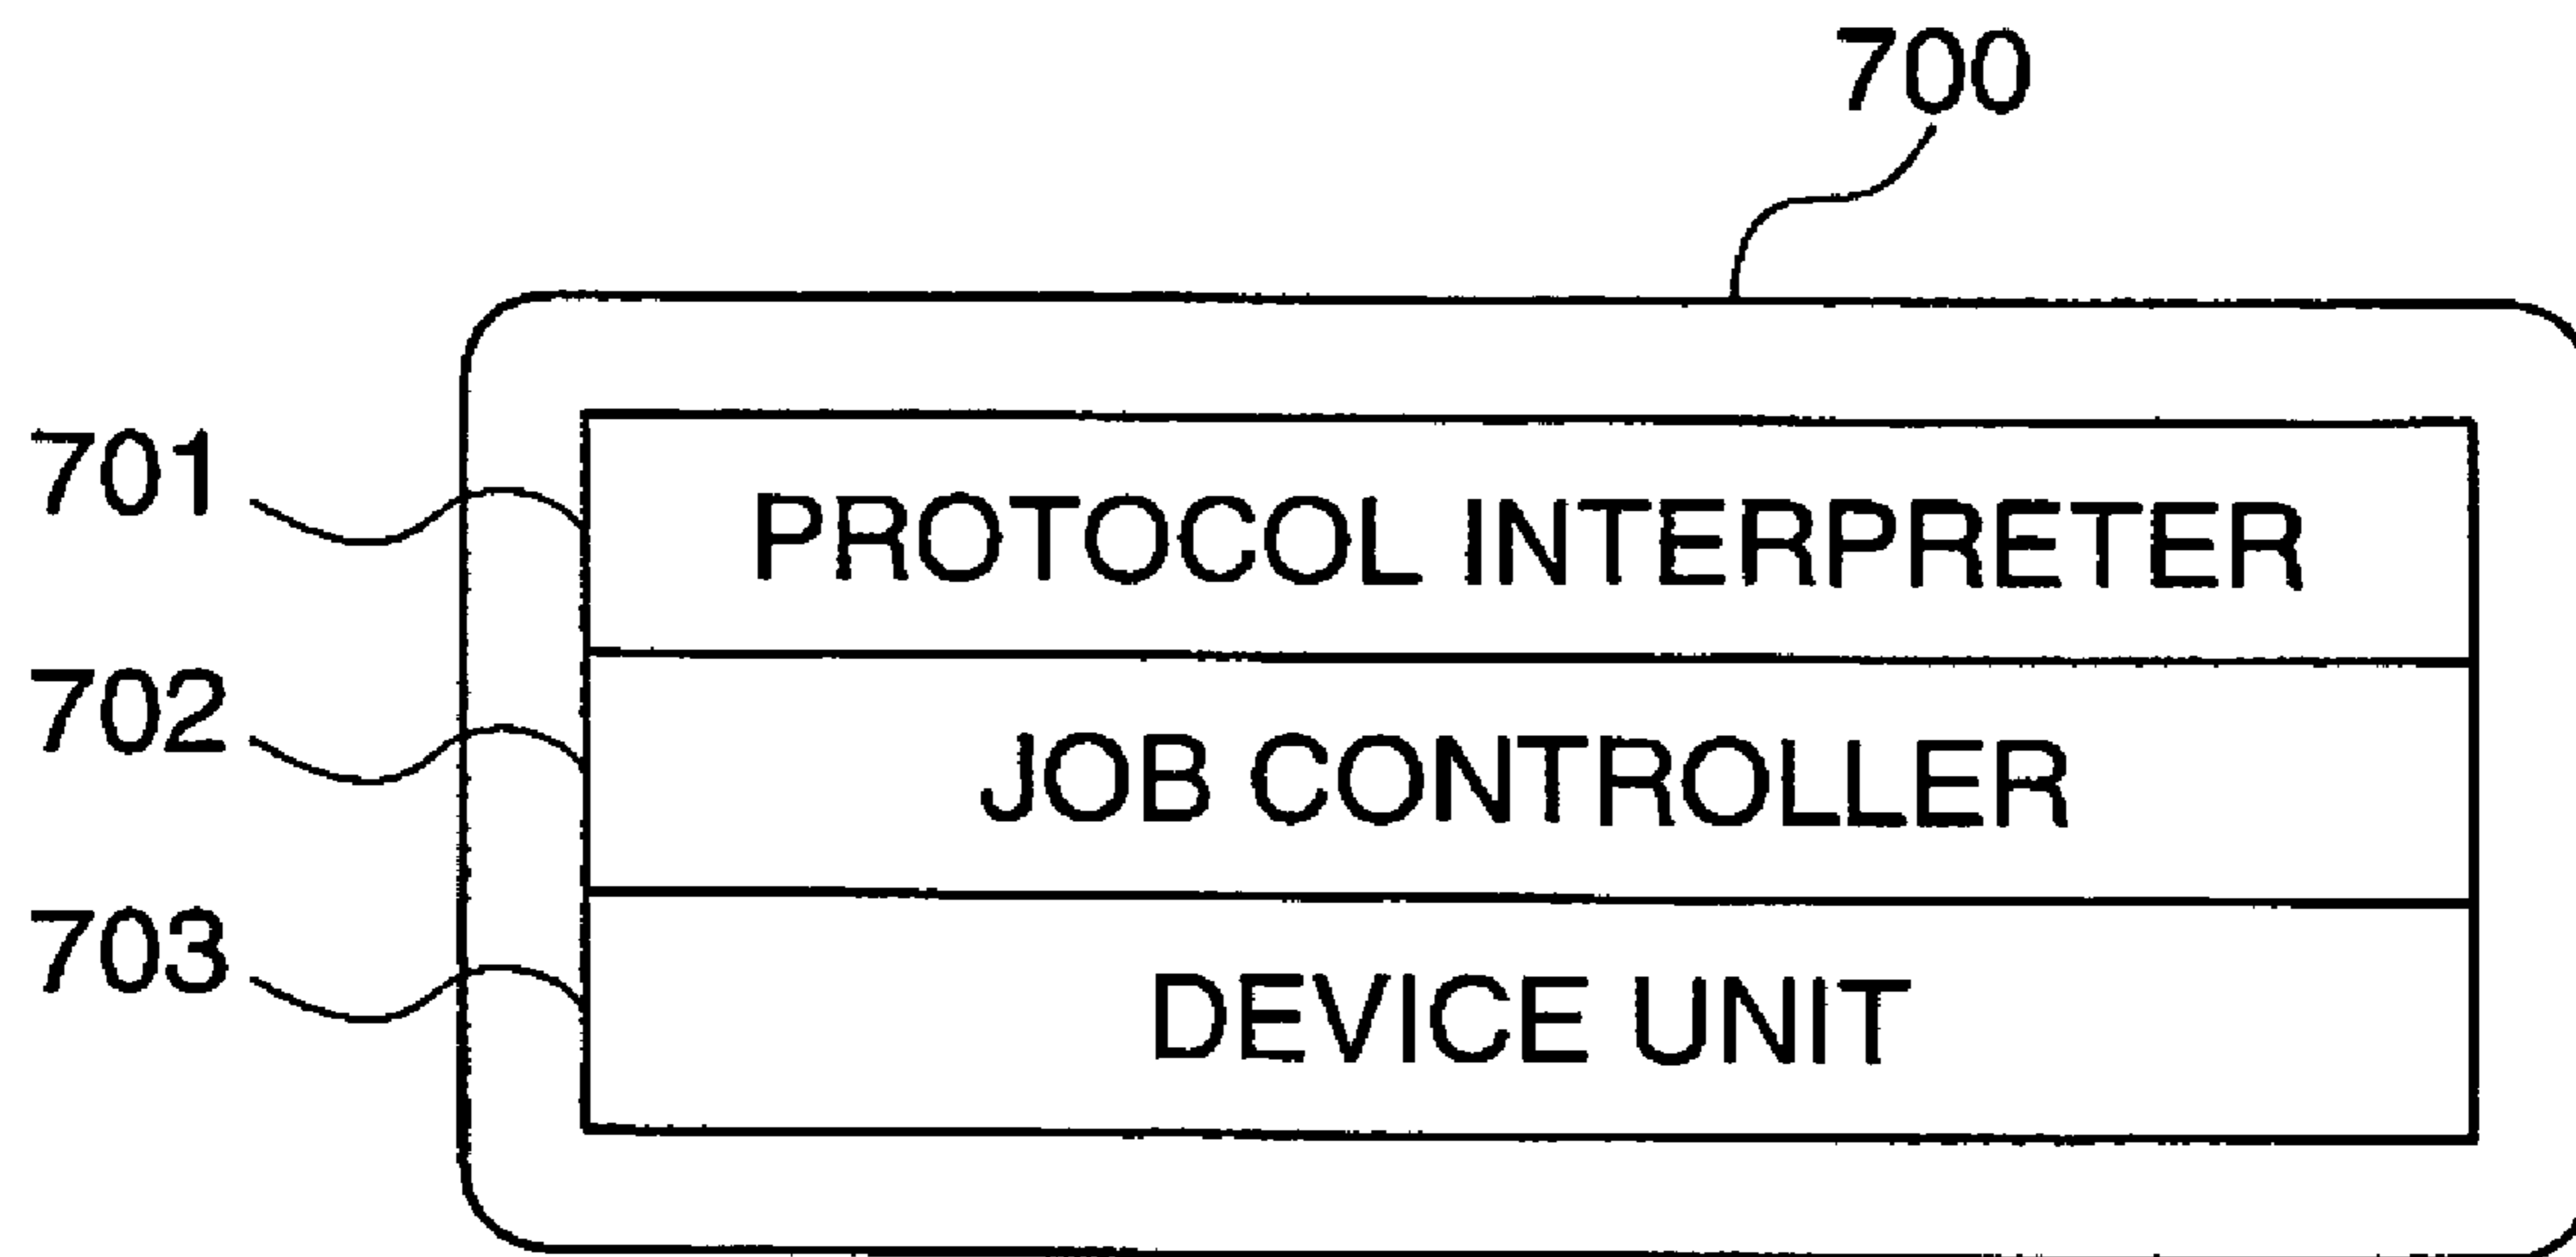 700
701 PROTOCOL INTERPRETER
702 JOB CONTROLLER
703 DEVICE UNIT